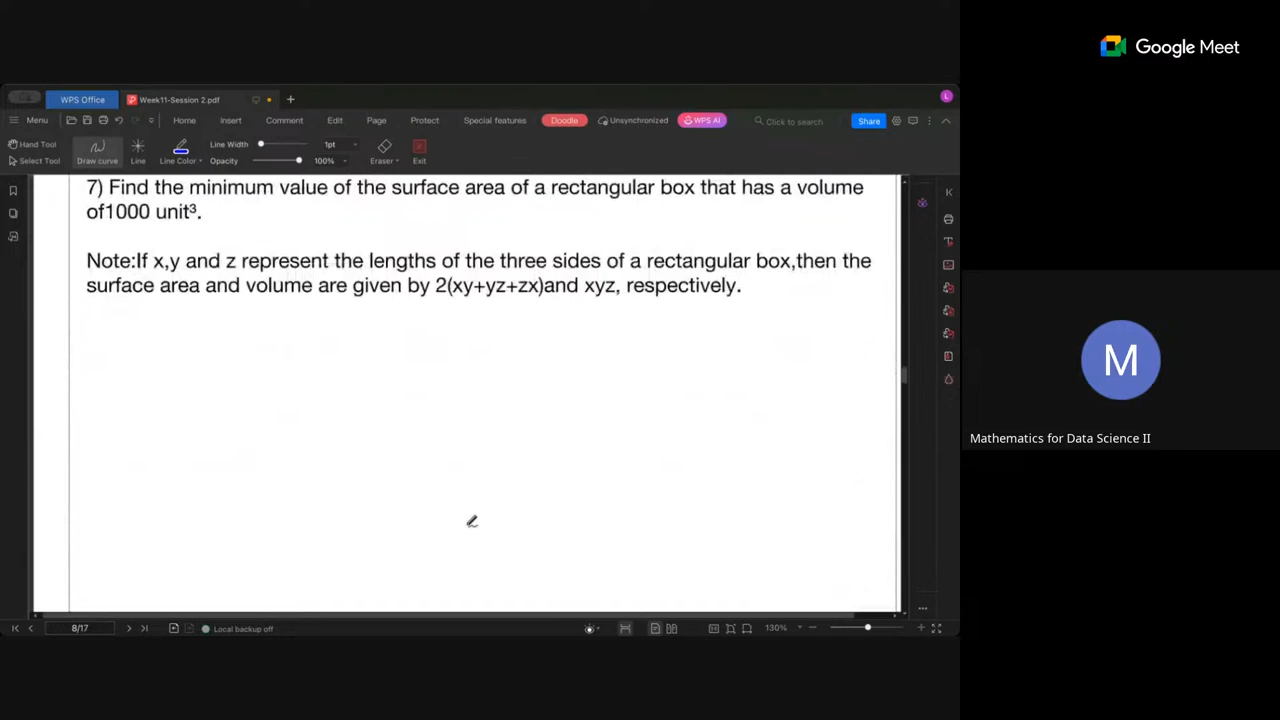 Google Meet
WPS Office
Week11-Session 2.pdf
L
Menu
Home
Insert
Comment
Edit
Page
Protect
Special features
Doodle
Unsynchronized
WPS AI
Click to search
Share
Hand Tool
Select Tool
Draw curve
Line
Line Color
Line Width
1pt
Opacity
100%
Eraser
Exit
7) Find the minimum value of the surface area of a rectangular box that has a volume
of1000 unit³.
Note:If x,y and z represent the lengths of the three sides of a rectangular box,then the
surface area and volume are given by 2(xy+yz+zx)and xyz, respectively.
M
Mathematics for Data Science II
8/17
Local backup off
130%